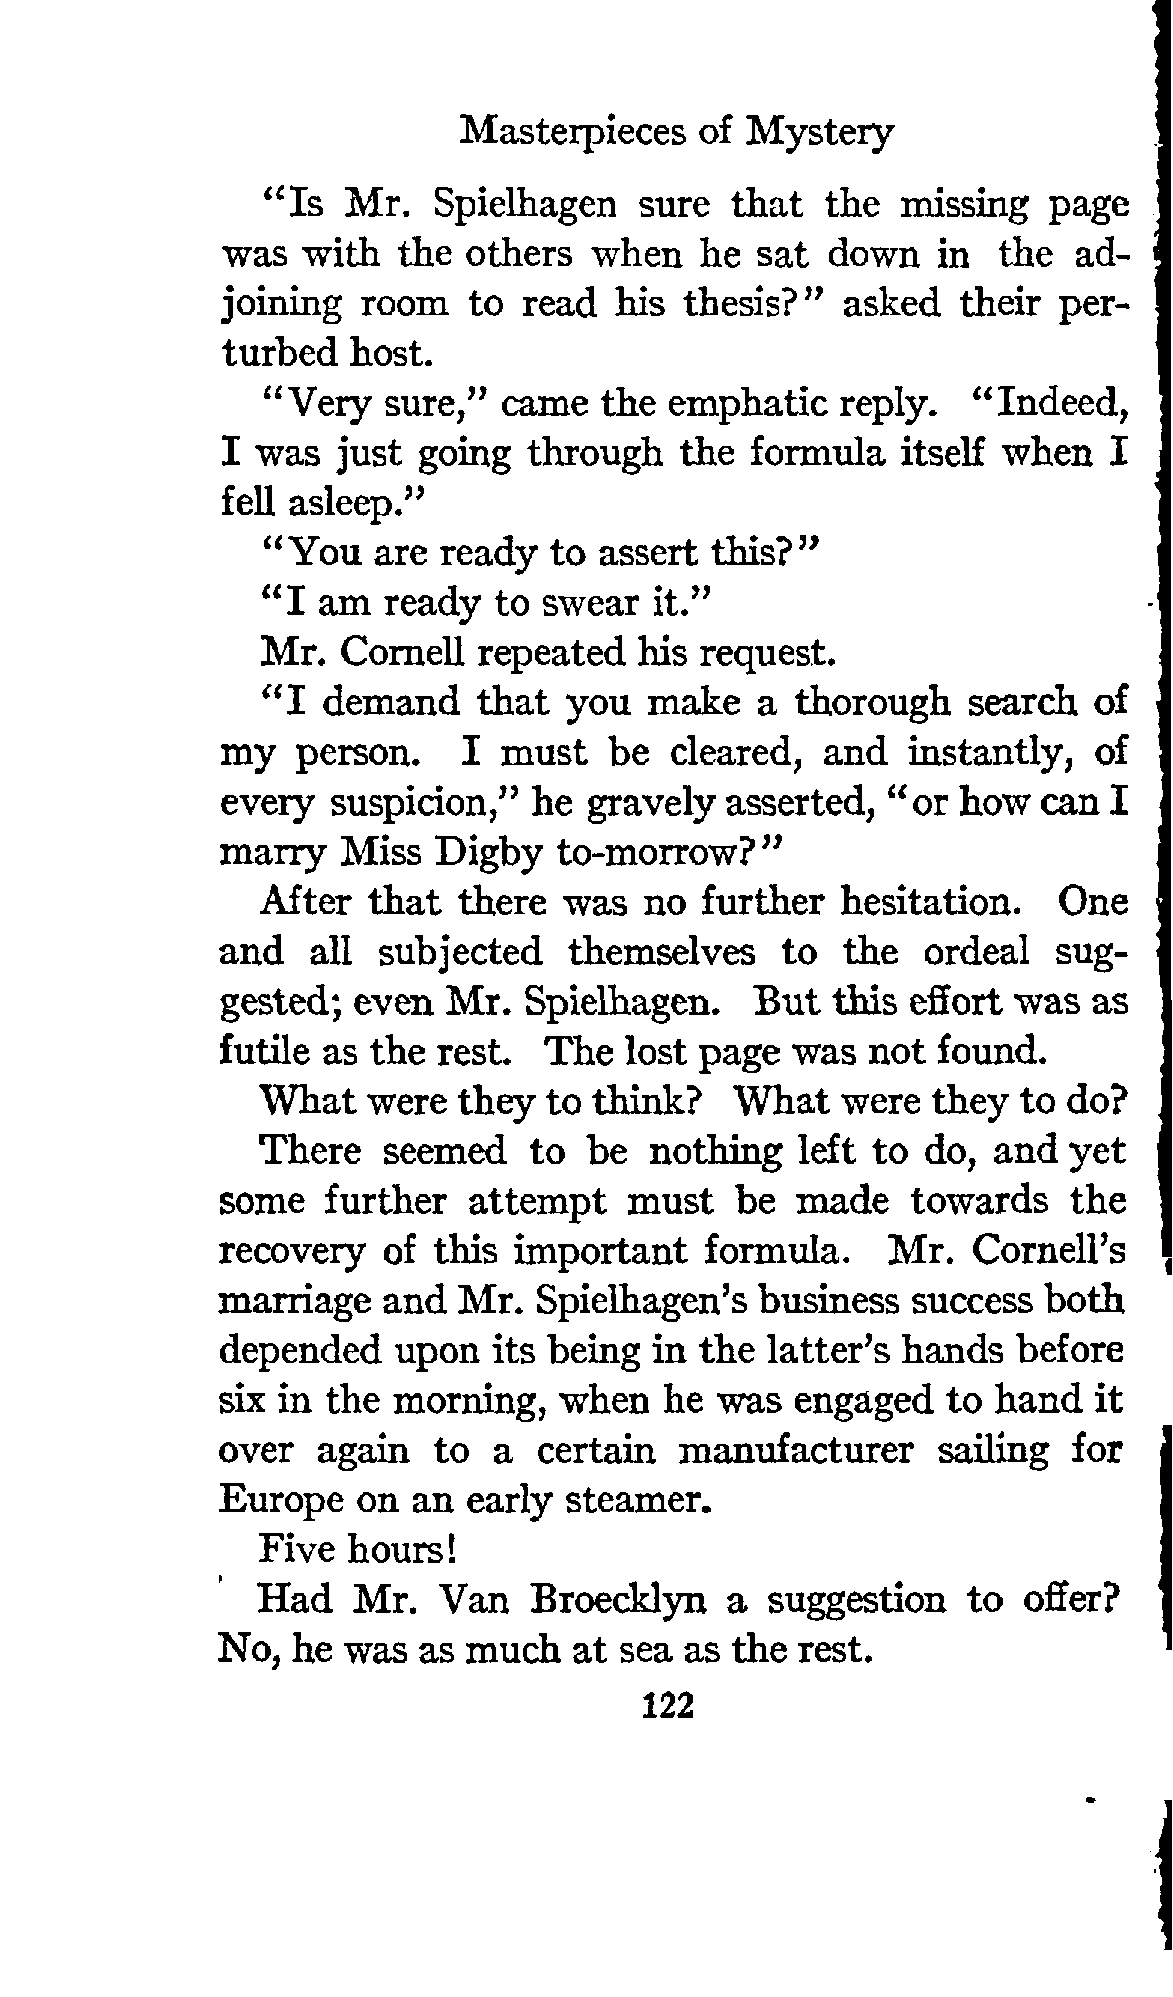 Masterpieces of Mystery
"Is Mr. Spielhagen sure that the missing page
was with the others when he sat down in the ad-
joining room to read his thesis?" asked their per-
turbed host.
"Very sure," came the emphatic reply. "Indeed,
I was just going through the formula itself when I
fell asleep."
"You are ready to assert this?"
"I am ready to swear it."
Mr. Cornell repeated his request.
"I demand that you make a thorough search of
my person. I must be cleared, and instantly, of
every suspicion," he gravely asserted, "or how can I
marry Miss Digby to-morrow?"
After that there was no further hesitation. One
and all subjected themselves to the ordeal sug-
gested; even Mr. Spielhagen. But this effort was as
futile as the rest. The lost page was not found.
What were they to think? What were they to do?
There seemed to be nothing left to do, and yet
some further attempt must be made towards the
recovery of this important formula. Mr. Cornell's
marriage and Mr. Spielhagen's business success both
depended upon its being in the latter's hands before
six in the morning, when he was engaged to hand it
over again to a certain manufacturer sailing for
Europe on an early steamer.
Five hours!
Had Mr. Van Broecklyn a suggestion to offer?
No, he was as much at sea as the rest.
122